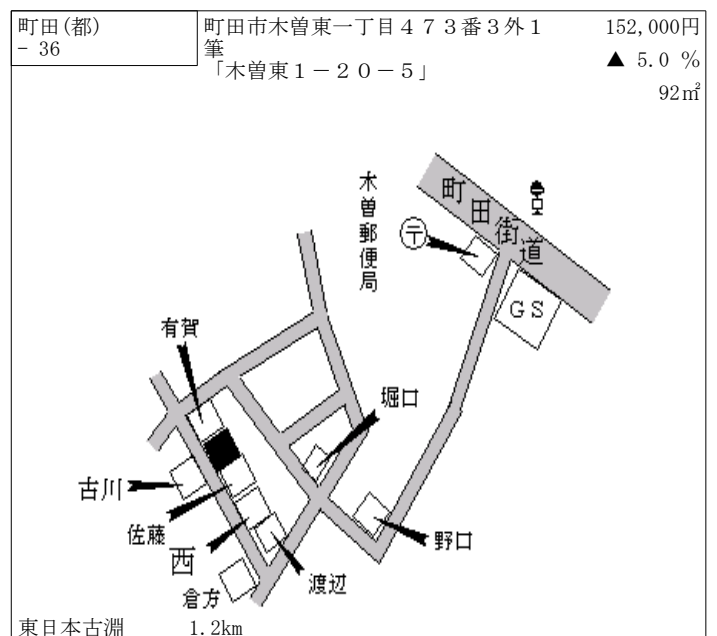 町田(都)
- 36
町田市木曽東一丁目４７３番３外１
筆
「木曽東１－２０－５」
152,000円
▲ 5.0 %
92㎡
町田街道
木曽郵便局
〒
GS
有賀
堀口
古川
佐藤
西
野口
渡辺
倉方
東日本古淵 1.2km